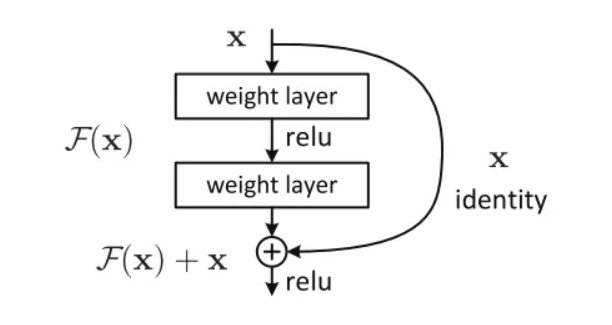 x
weight layer
F(x)
relu
x
weight layer
identity
F(x) + x
relu